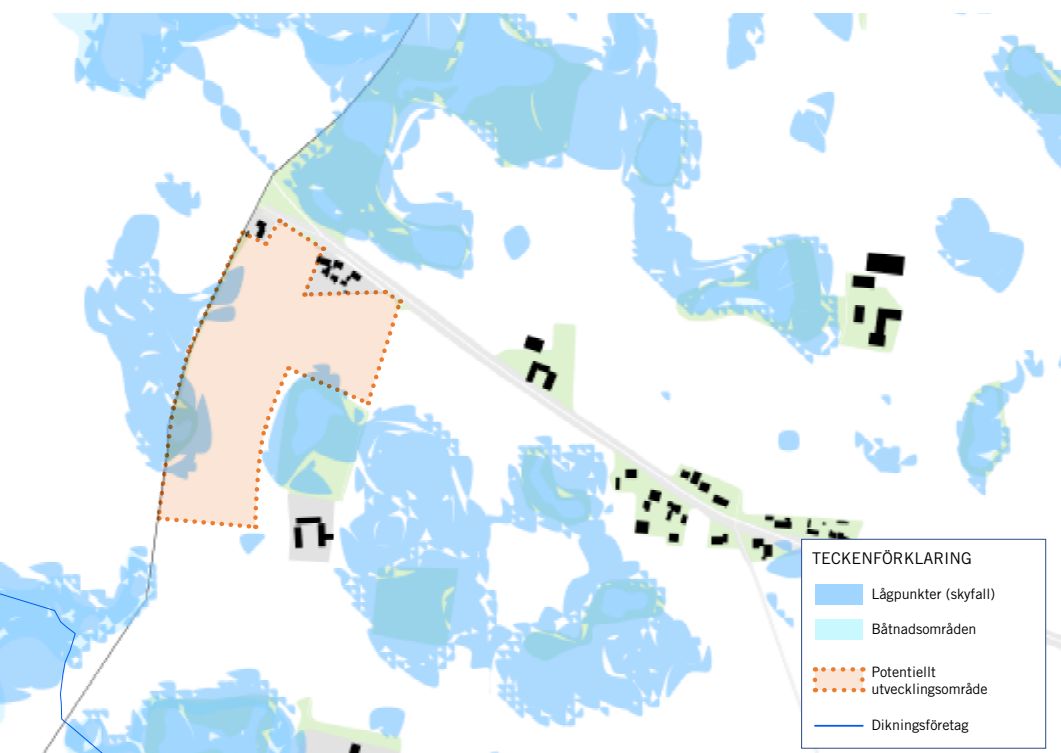 TECKENFÖRKLARING
Lågpunkter (skyfall)
Båtnadsområden
Potentiellt
utvecklingsområde
Dikningsföretag